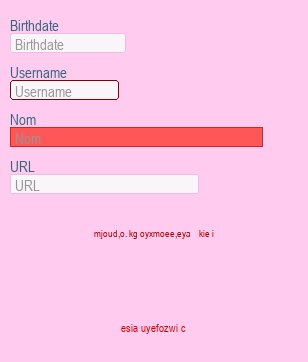 Birthdate
Birthdate
Username
Username
Nom
Nom
URL
URL
mjoud,o. kg oyxmoee,eya kie i
esia uyefozwi c